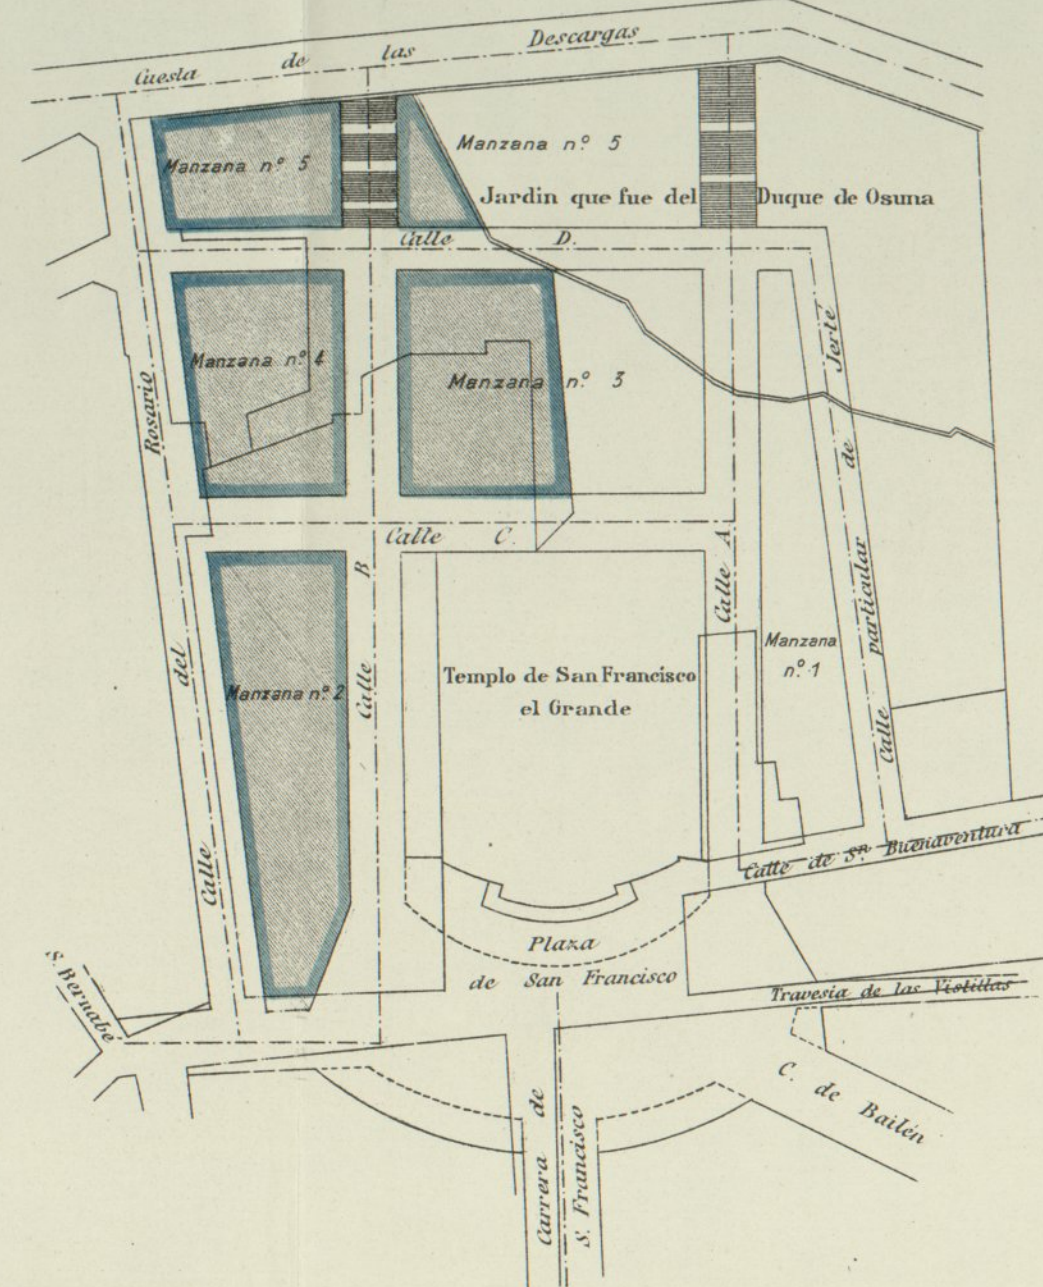 Cuesta de las Descargas
Manzana nº 5
Manzana nº 5
Jardin que fue del Duque de Osuna
Calle D.
Manzana nº 4
Manzana nº 3
Calle C.
Calle del Rosario
Calle B
Calle A
Calle particular de Jerté
Manzana
nº 1
Manzana nº 2
Templo de San Francisco
el Grande
Calle de Sn Buenaventura
Plaza
de San Francisco
Travesia de las Vistillas
S. Bernabe
C. de Bailén
Carrera de
S. Francisco